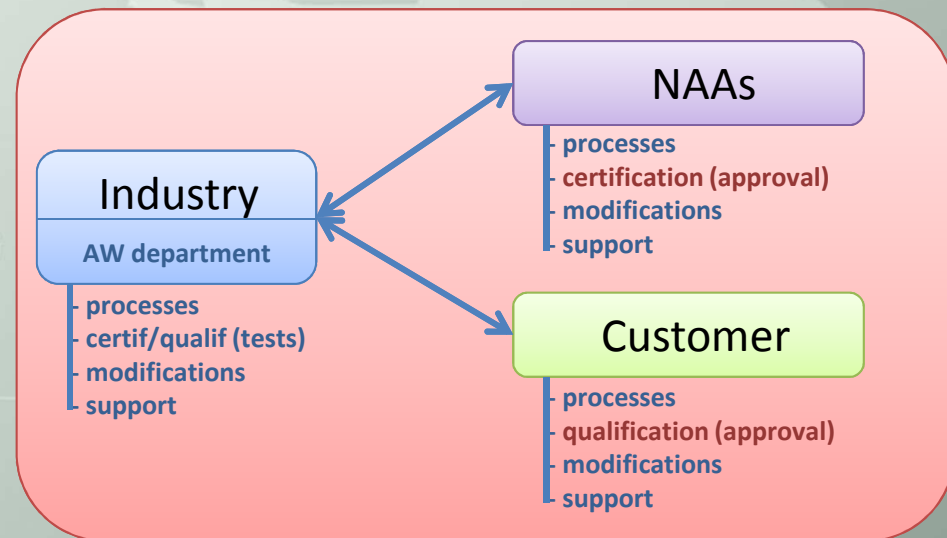 Industry
AW department
- processes
- certif/qualif (tests)
- modifications
- support
NAAs
- processes
- certification (approval)
- modifications
- support
Customer
- processes
- qualification (approval)
- modifications
- support